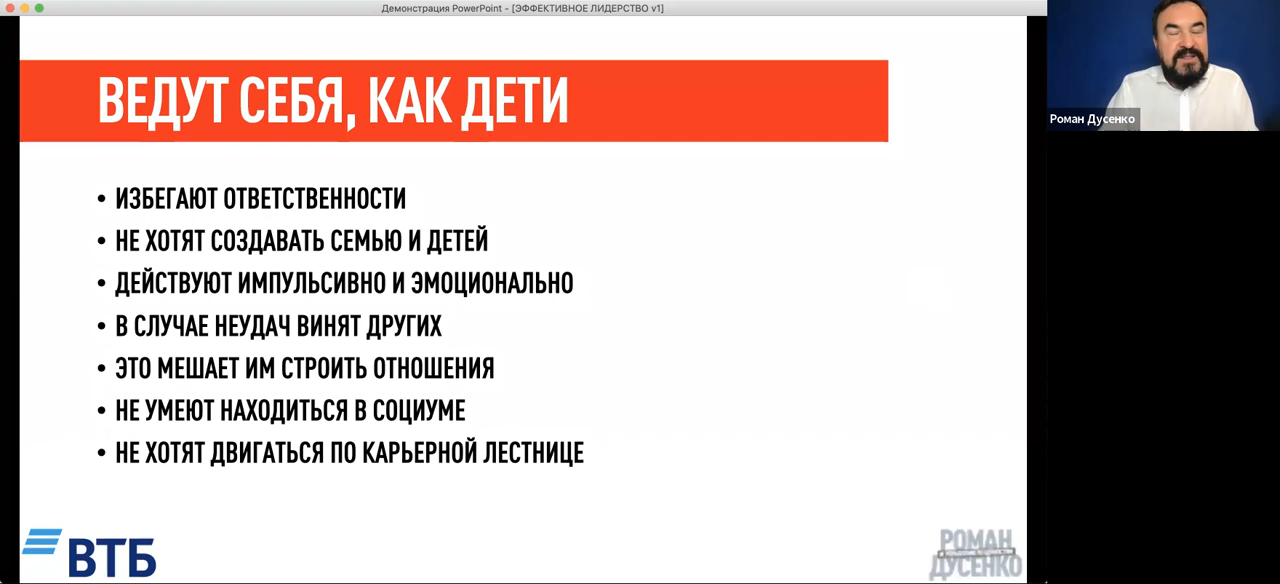 Демонстрация PowerPoint - [ЭФФЕКТИВНОЕ ЛИДЕРСТВО v1]
ВЕДУТ СЕБЯ, КАК ДЕТИ
• ИЗБЕГАЮТ ОТВЕТСТВЕННОСТИ
• НЕ ХОТЯТ СОЗДАВАТЬ СЕМЬЮ И ДЕТЕЙ
• ДЕЙСТВУЮТ ИМПУЛЬСИВНО И ЭМОЦИОНАЛЬНО
• В СЛУЧАЕ НЕУДАЧ ВИНЯТ ДРУГИХ
• ЭТО МЕШАЕТ ИМ СТРОИТЬ ОТНОШЕНИЯ
• НЕ УМЕЮТ НАХОДИТЬСЯ В СОЦИУМЕ
• НЕ ХОТЯТ ДВИГАТЬСЯ ПО КАРЬЕРНОЙ ЛЕСТНИЦЕ
ВТБ
РОМАН
ДУСЕНКО
Роман Дусенко